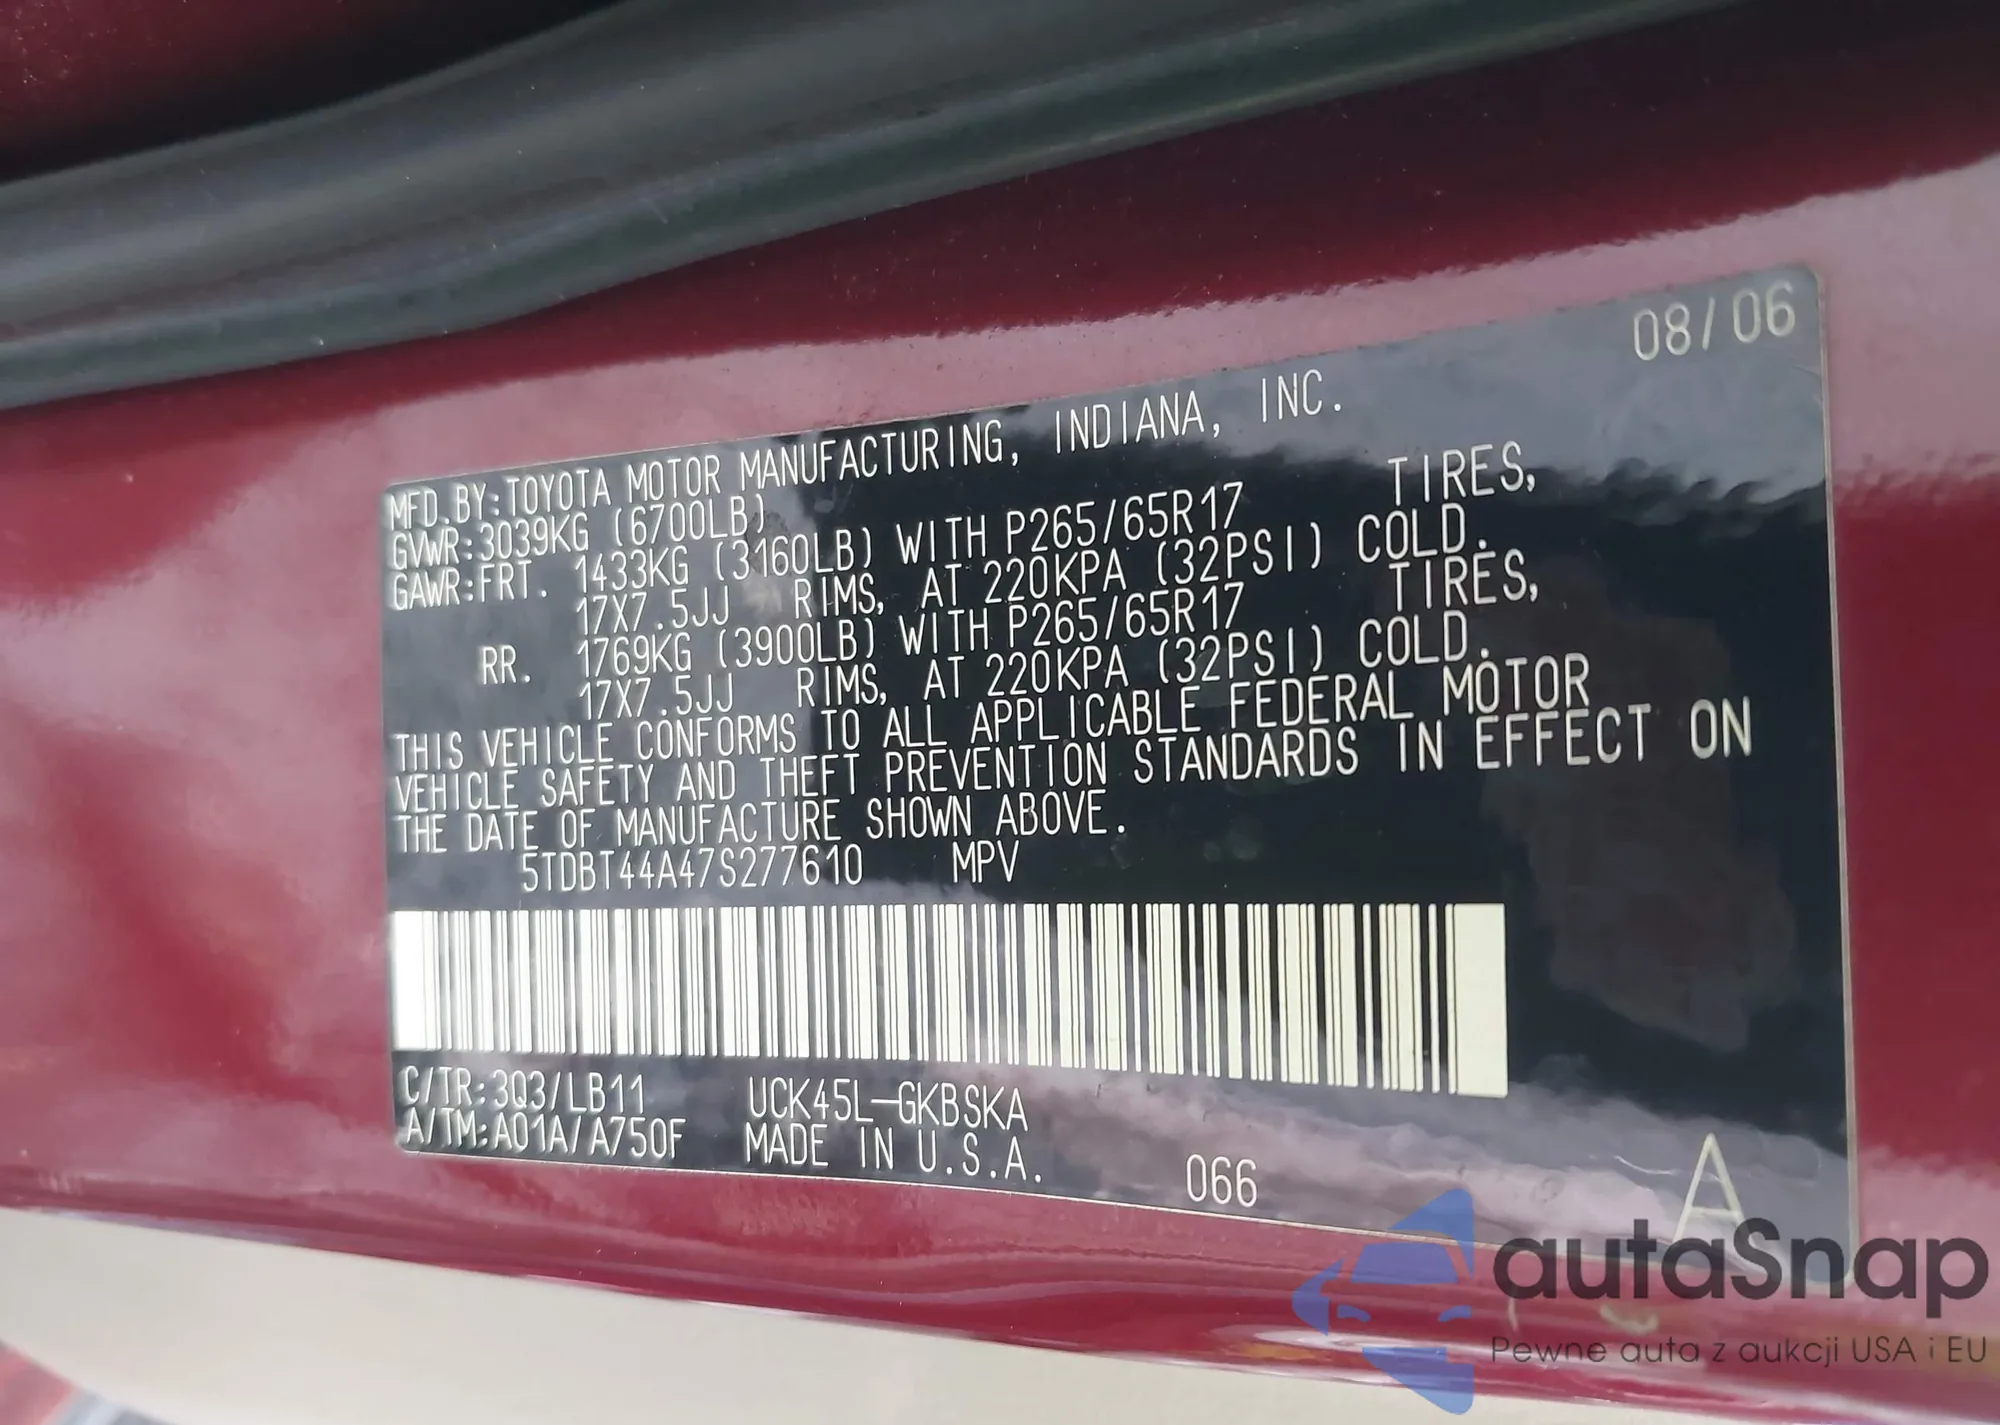 08/06
MFD.BY:TOYOTA MOTOR MANUFACTURING, INDIANA, INC.
GVWR:3039KG (6700LB)
GAWR:FRT. 1433KG (3160LB) WITH P265/65R17 TIRES,
17X7.5JJ RIMS, AT 220KPA (32PSI) COLD.
RR. 1769KG (3900LB) WITH P265/65R17 TIRES,
17X7.5JJ RIMS, AT 220KPA (32PSI) COLD.
THIS VEHICLE CONFORMS TO ALL APPLICABLE FEDERAL MOTOR
VEHICLE SAFETY AND THEFT PREVENTION STANDARDS IN EFFECT ON
THE DATE OF MANUFACTURE SHOWN ABOVE.
5TDBT44A47S277610 MPV
C/TR:3Q3/LB11 UCK45L-GKBSKA
A/TM:A01A/A750F MADE IN U.S.A.
066
A
autaSnap
Pewne auta z aukcji USA i EU